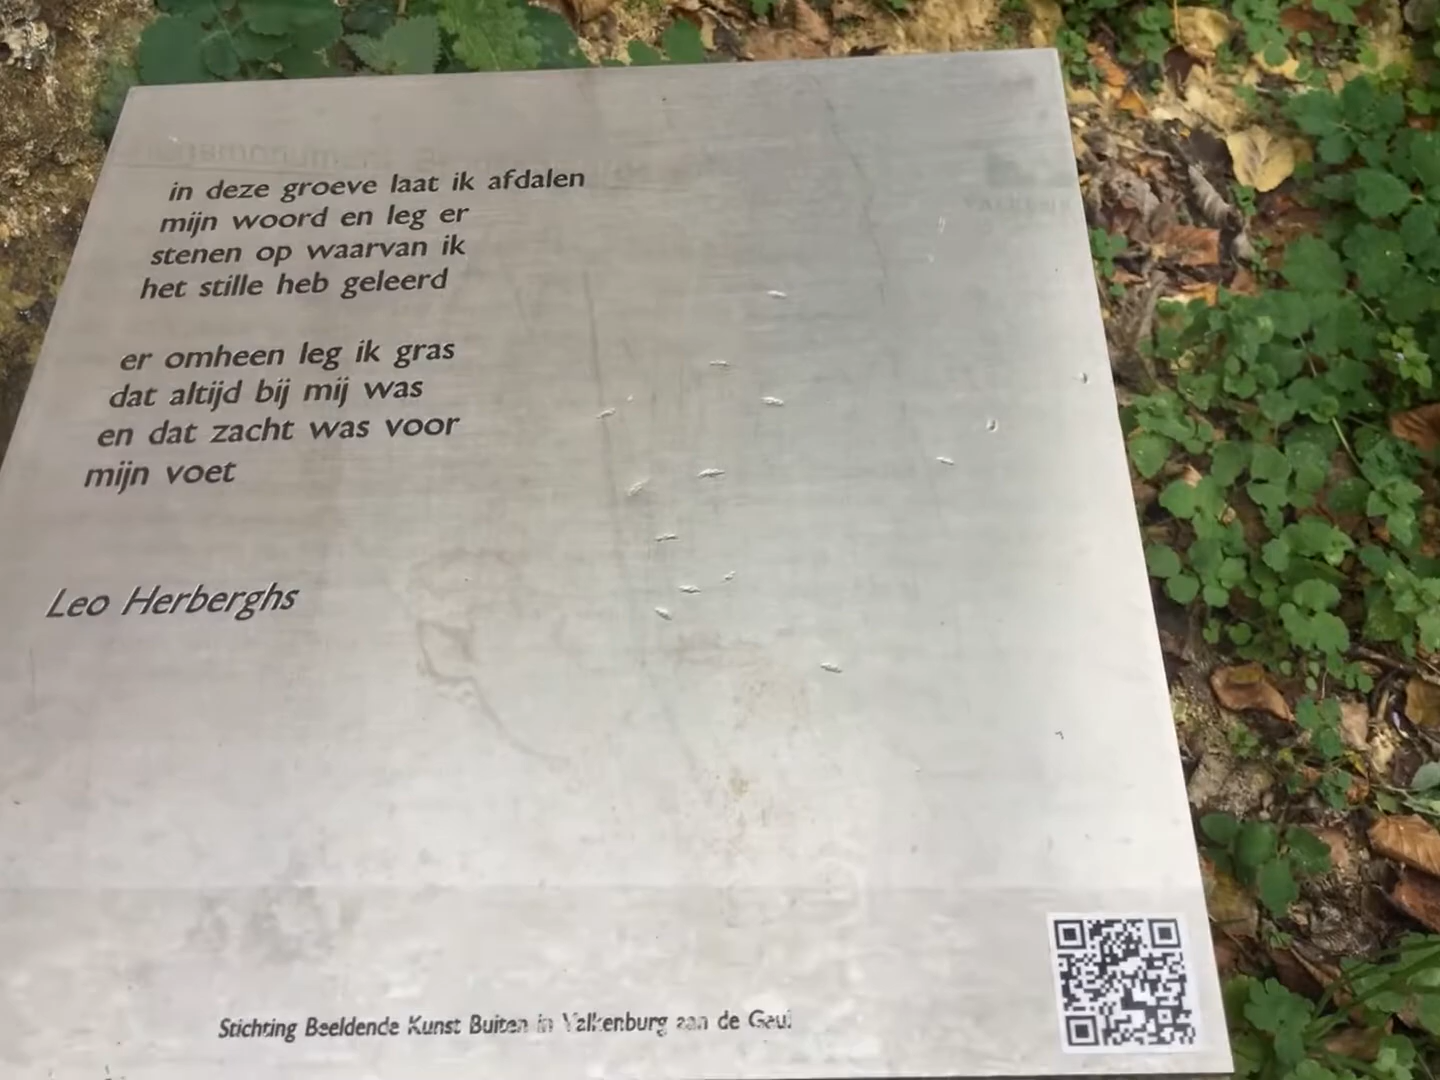 in deze groeve laat ik afdalen
mijn woord en leg er
stenen op waarvan ik
het stille heb geleerd
er omheen leg ik gras
dat altijd bij mij was
en dat zacht was voor
mijn voet
Leo Herberghs
Stichting Beeldende Kunst Buiten in Valkenburg aan de Geul